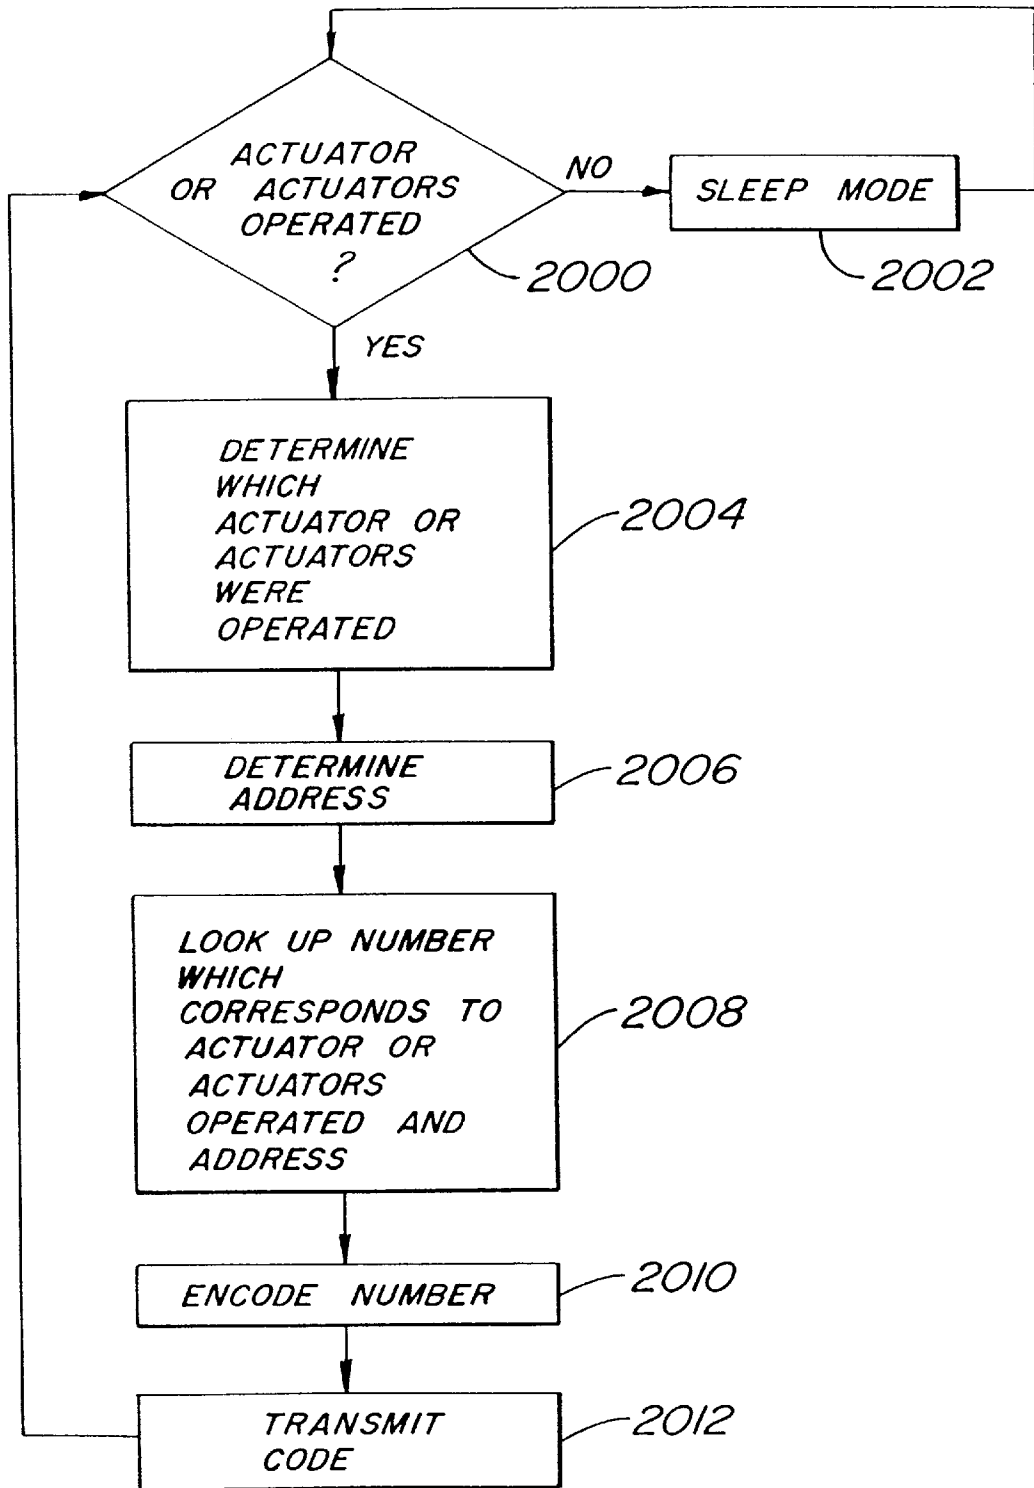 ACTUATOR
OR ACTUATORS
OPERATED
?
2000
NO
SLEEP MODE
2002
YES
DETERMINE
WHICH
ACTUATOR OR
ACTUATORS
WERE
OPERATED
2004
DETERMINE
ADDRESS
2006
LOOK UP NUMBER
WHICH
CORRESPONDS TO
ACTUATOR OR
ACTUATORS
OPERATED AND
ADDRESS
2008
ENCODE NUMBER
2010
TRANSMIT
CODE
2012